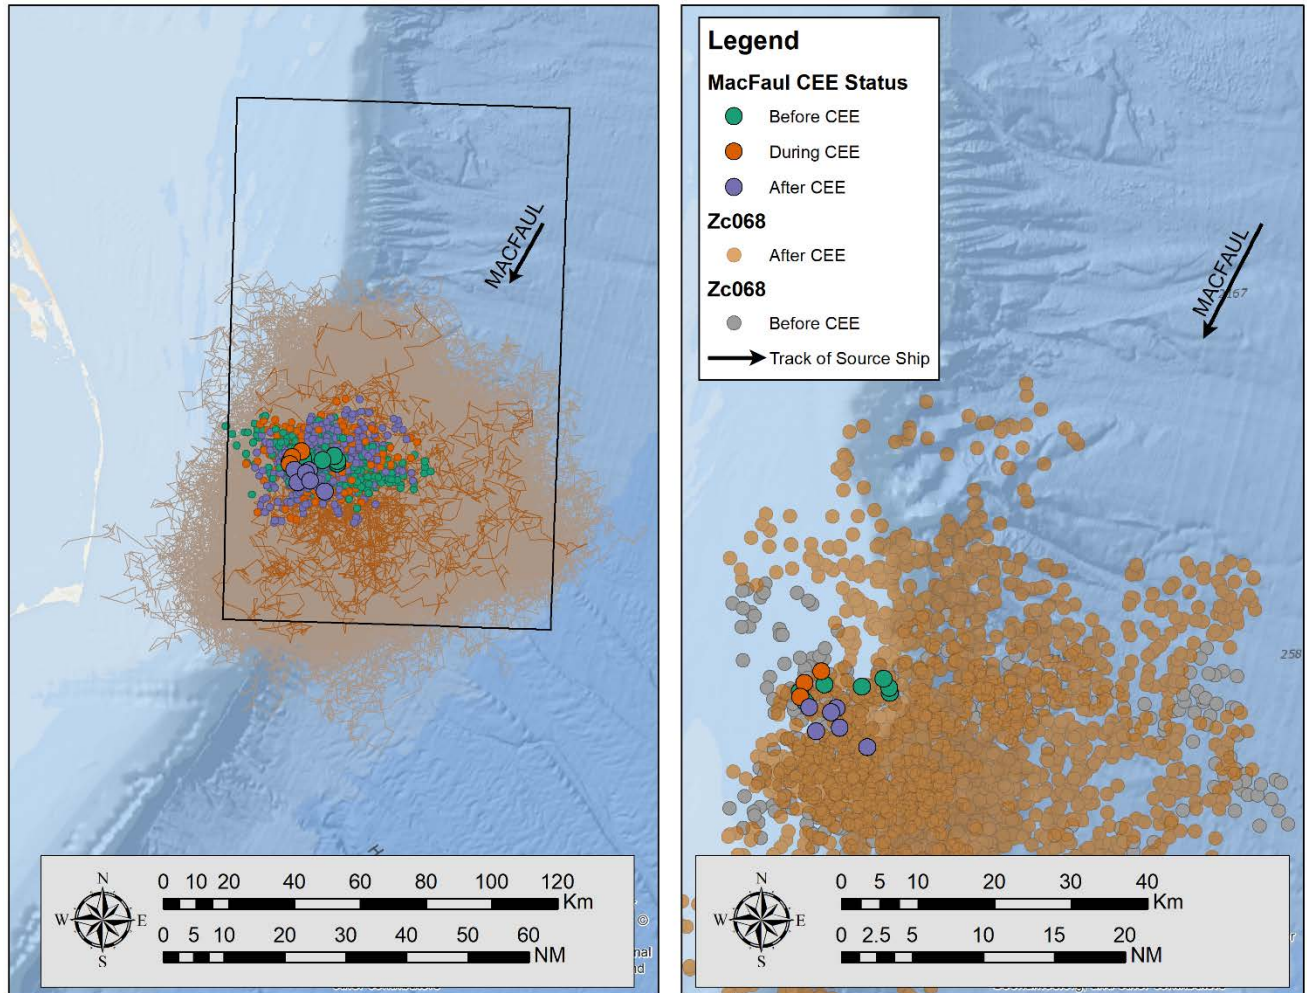 MACFAUL
H
N
W E
S
0 10 20 40 60 80 100 120
Km
0 5 10 20 30 40 50 60
NM
©
Legend
MacFaul CEE Status
Before CEE
During CEE
After CEE
Zc068
After CEE
Zc068
Before CEE
Track of Source Ship
MACFAUL
258
N
W E
S
0 5 10 20 30 40
Km
0 2.5 5 10 15 20
NM